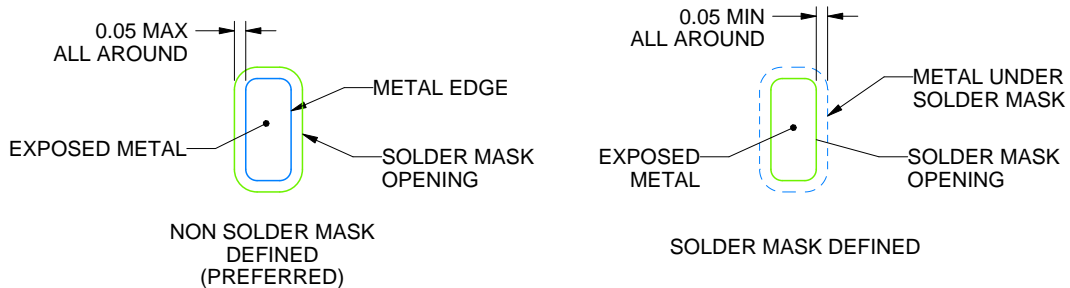 0.05 MAX
ALL AROUND
METAL EDGE
EXPOSED METAL
SOLDER MASK
OPENING
NON SOLDER MASK
DEFINED
(PREFERRED)
0.05 MIN
ALL AROUND
METAL UNDER
SOLDER MASK
EXPOSED
METAL
SOLDER MASK
OPENING
SOLDER MASK DEFINED